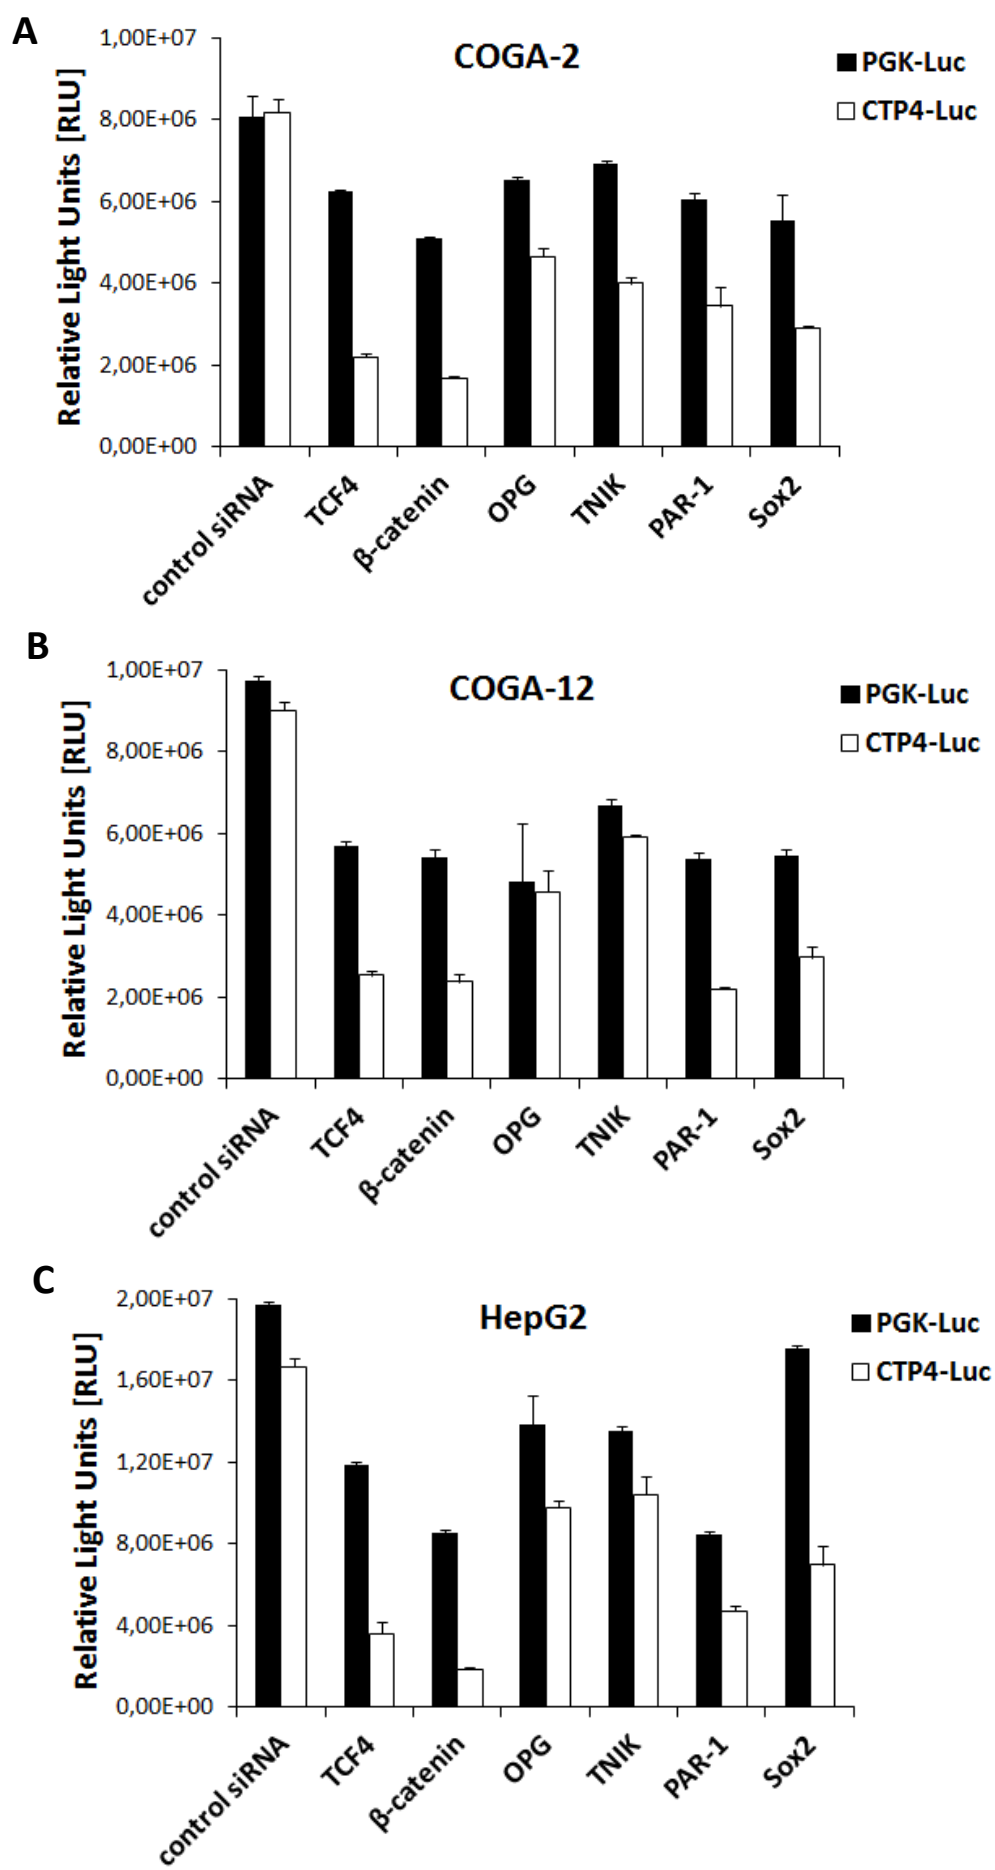 A
COGA-2
PGK-Luc
CTP4-Luc
Relative Light Units [RLU]
1,00E+07
8,00E+06
6,00E+06
4,00E+06
2,00E+06
0,00E+00
control siRNA
TCF4
β-catenin
OPG
TNIK
PAR-1
Sox2
B
COGA-12
PGK-Luc
CTP4-Luc
Relative Light Units [RLU]
1,00E+07
8,00E+06
6,00E+06
4,00E+06
2,00E+06
0,00E+00
control siRNA
TCF4
β-catenin
OPG
TNIK
PAR-1
Sox2
C
HepG2
PGK-Luc
CTP4-Luc
Relative Light Units [RLU]
2,00E+07
1,60E+07
1,20E+07
8,00E+06
4,00E+06
0,00E+00
control siRNA
TCF4
β-catenin
OPG
TNIK
PAR-1
Sox2